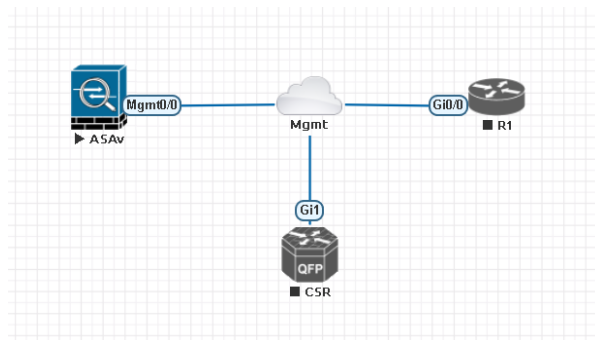 Mgmt0/0
Gi0/0
Mgmt
ASAv
R1
Gi1
QFP
CSR